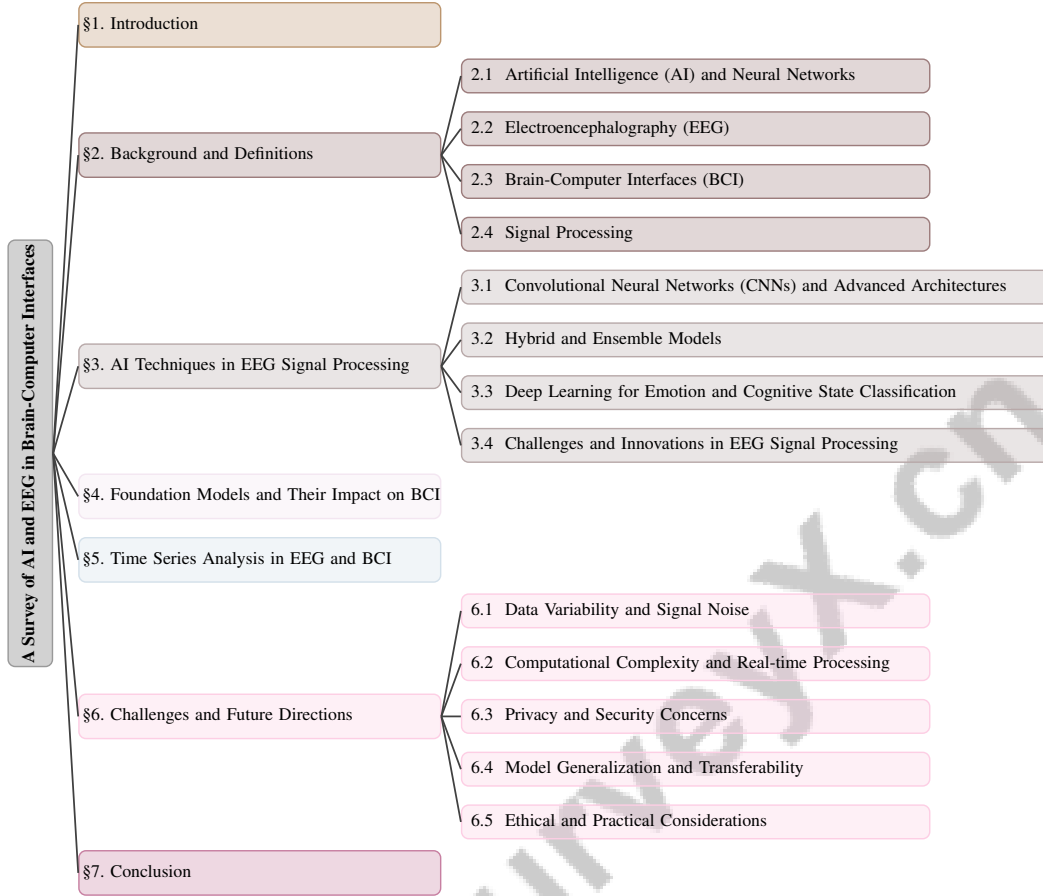 A Survey of AI and EEG in Brain-Computer Interfaces
§1. Introduction
§2. Background and Definitions
2.1 Artificial Intelligence (AI) and Neural Networks
2.2 Electroencephalography (EEG)
2.3 Brain-Computer Interfaces (BCI)
2.4 Signal Processing
§3. AI Techniques in EEG Signal Processing
3.1 Convolutional Neural Networks (CNNs) and Advanced Architectures
3.2 Hybrid and Ensemble Models
3.3 Deep Learning for Emotion and Cognitive State Classification
3.4 Challenges and Innovations in EEG Signal Processing
§4. Foundation Models and Their Impact on BCI
§5. Time Series Analysis in EEG and BCI
§6. Challenges and Future Directions
6.1 Data Variability and Signal Noise
6.2 Computational Complexity and Real-time Processing
6.3 Privacy and Security Concerns
6.4 Model Generalization and Transferability
6.5 Ethical and Practical Considerations
§7. Conclusion
urveyx.cn